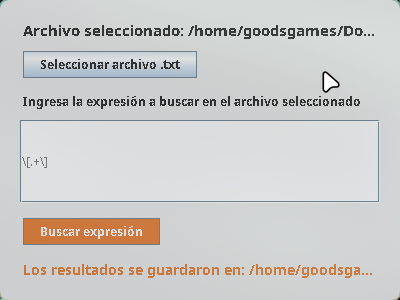 Archivo seleccionado: /home/goodsgames/Do...
Seleccionar archivo .txt
Ingresa la expresión a buscar en el archivo seleccionado
\[.+\]
Buscar expresión
Los resultados se guardaron en: /home/goodsga...